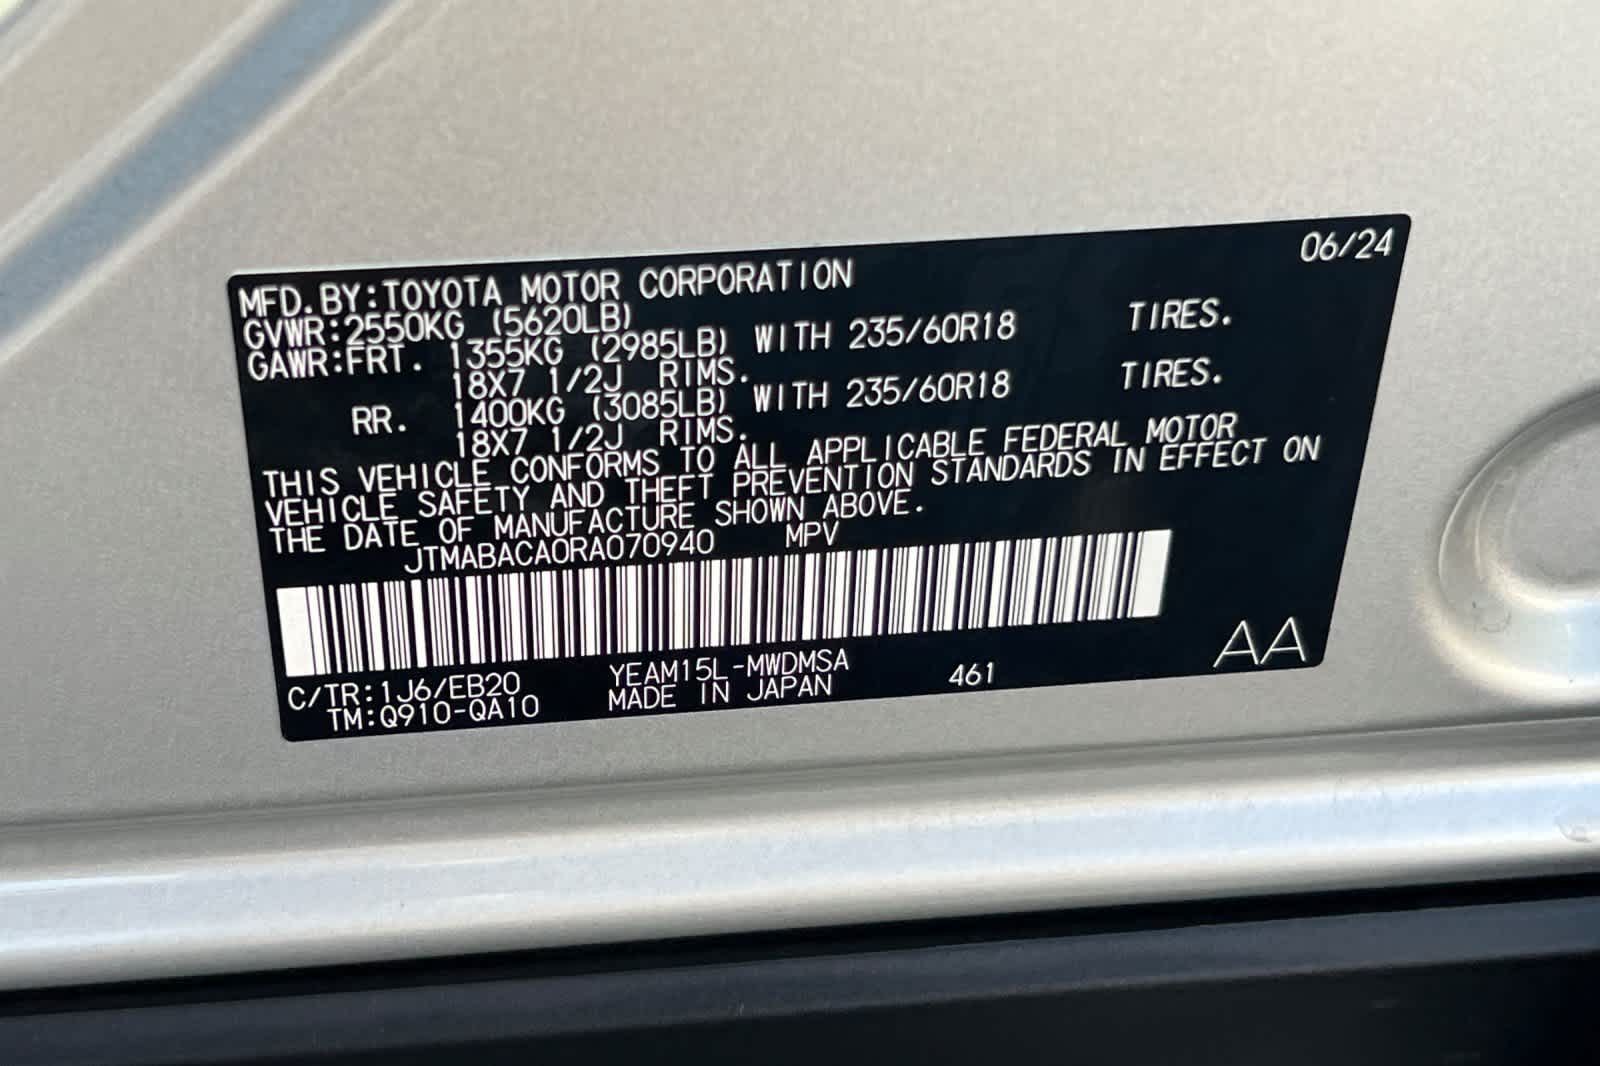 06/24
MFD.BY:TOYOTA MOTOR CORPORATION
GVWR:2550KG (5620LB)
GAWR:FRT. 1355KG (2985LB) WITH 235/60R18 TIRES.
18X7 1/2J RIMS.
RR. 1400KG (3085LB) WITH 235/60R18 TIRES.
18X7 1/2J RIMS.
THIS VEHICLE CONFORMS TO ALL APPLICABLE FEDERAL MOTOR
VEHICLE SAFETY AND THEFT PREVENTION STANDARDS IN EFFECT ON
THE DATE OF MANUFACTURE SHOWN ABOVE.
JTMABACA0RA070940 MPV
C/TR:1J6/EB20 YEAM15L-MWDMSA 461 AA
TM:Q910-QA10 MADE IN JAPAN